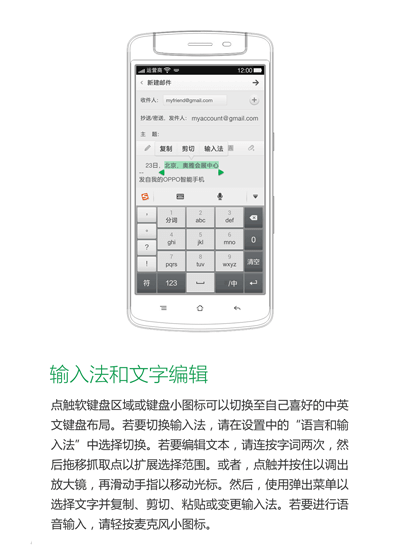 运营商 12:00
新建邮件
收件人: myfriend@gmail.com
抄送/密送、发件人: myaccount@gmail.com
主 题:
复制 剪切 输入法
23日, 北京、奥雅会展中心
发自我的OPPO智能手机
1 2 3
分词 abc def
4 5 6
ghi jkl mno 0
?
7 8 9
! pqrs tuv wxyz 清空
符 123 /中
输入法和文字编辑
点触软键盘区域或键盘小图标可以切换至自己喜好的中英
文键盘布局。若要切换输入法，请在设置中的“语言和输
入法”中选择切换。若要编辑文本，请连按字词两次，然
后拖移抓取点以扩展选择范围。或者，点触并按住以调出
放大镜，再滑动手指以移动光标。然后，使用弹出菜单以
选择文字并复制、剪切、粘贴或变更输入法。若要进行语
音输入，请轻按麦克风小图标。